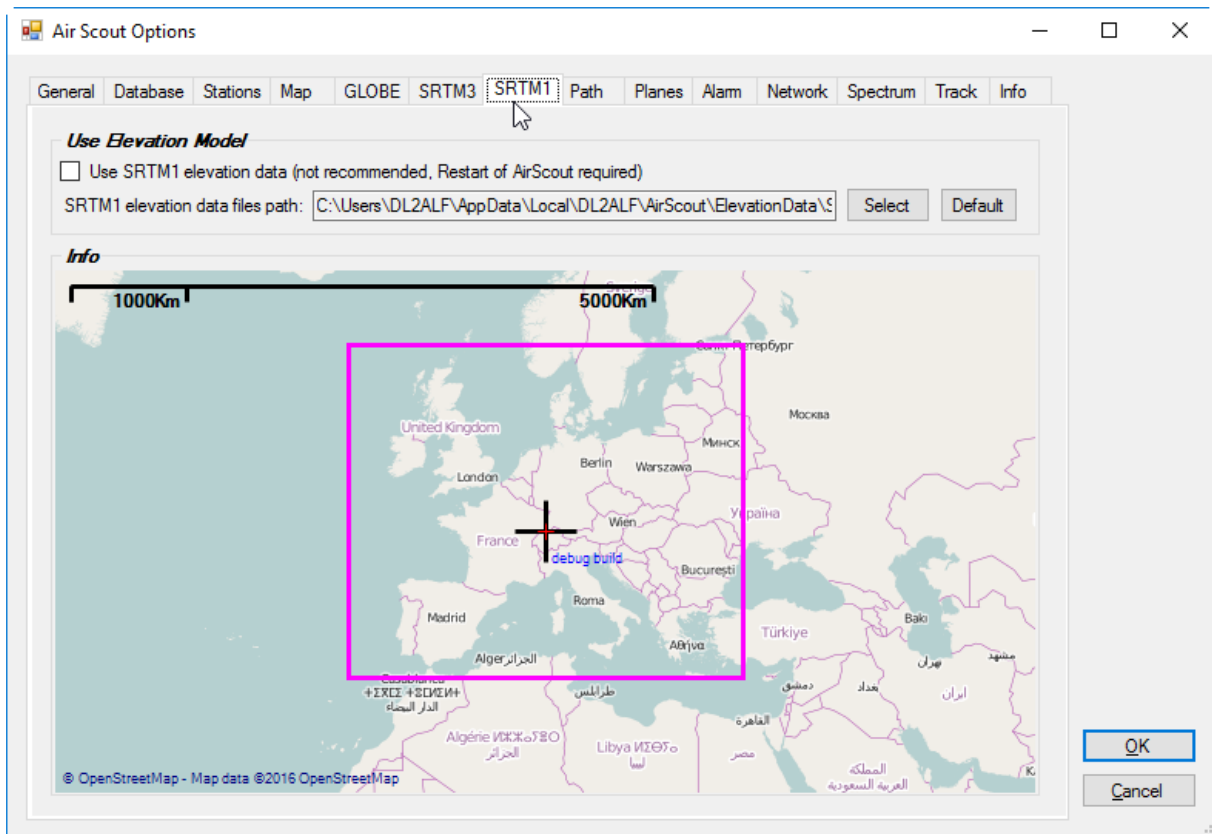 Air Scout Options
General Database Stations Map GLOBE SRTM3 SRTM1 Path Planes Alarm Network Spectrum Track Info
Use Elevation Model
Use SRTM1 elevation data (not recommended, Restart of AirScout required)
SRTM1 elevation data files path: C:\Users\DL2ALF\AppData\Local\DL2ALF\AirScout\ElevationData\S Select Default
Info
1000Km 5000Km
Sverige
Санкт-Петербург
Москва
United Kingdom
Минск
Berlin
Warszawa
London
Україна
Wien
France
debug build
București
Roma
Madrid
Türkiye
Bakı
Αθήνα
Alger الجزائر
تهران
مشهد
Casablanca
الدار البيضاء
طرابلس
دمشق
بغداد
ايران
القاهرة
Algérie
الجزائر
Libya
ليبيا
مصر
المملكة
العربية السعودية
© OpenStreetMap - Map data ©2016 OpenStreetMap
OK
Cancel